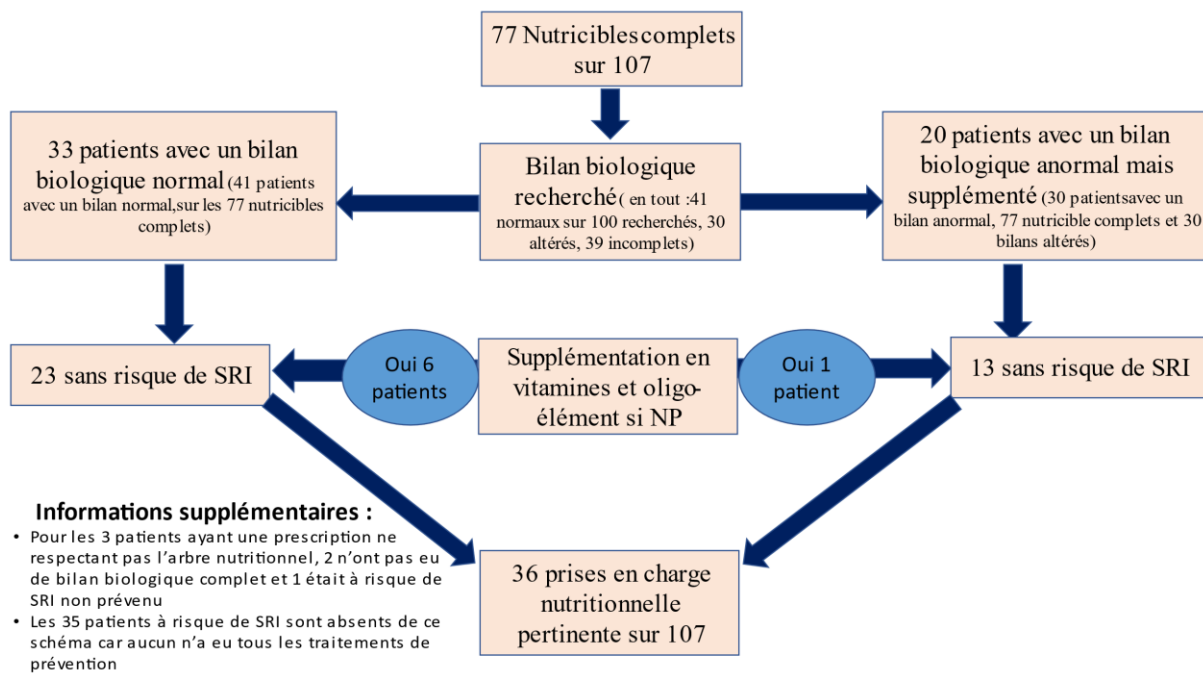 77 Nutricibles complets
sur 107
33 patients avec un bilan
biologique normal (41 patients
avec un bilan normal,sur les 77 nutricibles
complets)
Bilan biologique
recherché( en tout :41
normaux sur 100 recherchés, 30
altérés, 39 incomplets)
20 patients avec un bilan
biologique anormal mais
supplémenté (30 patientsavec un
bilan anormal, 77 nutricible complets et 30
bilans altérés)
23 sans risque de SRI
Oui 6
patients
Supplémentation en
vitamines et oligo-
élément si NP
Oui 1
patient
13 sans risque de SRI
Informations supplémentaires :
• Pour les 3 patients ayant une prescription ne
respectant pas l’arbre nutritionnel, 2 n’ont pas eu
de bilan biologique complet et 1 était à risque de
SRI non prévenu
• Les 35 patients à risque de SRI sont absents de ce
schéma car aucun n’a eu tous les traitements de
prévention
36 prises en charge
nutritionnelle
pertinente sur 107